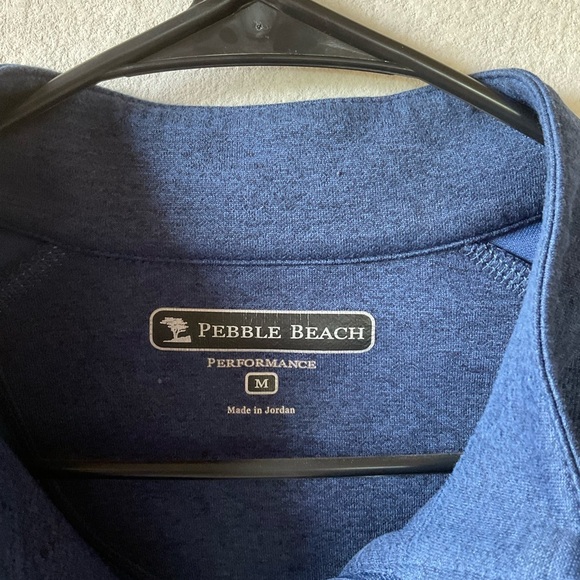 PEBBLE BEACH
PERFORMANCE
M
Made in Jordan